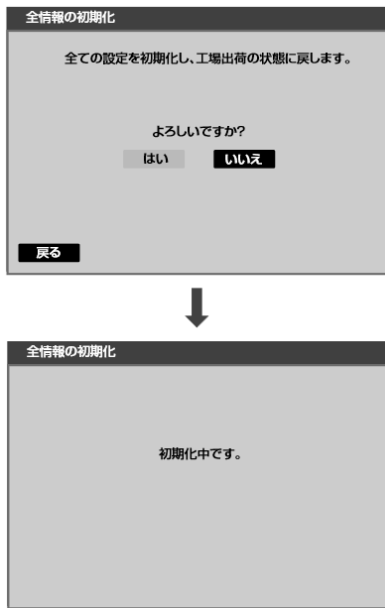 全情報の初期化
全ての設定を初期化し、工場出荷の状態に戻します。
よろしいですか?
はい いいえ
戻る
全情報の初期化
初期化中です。